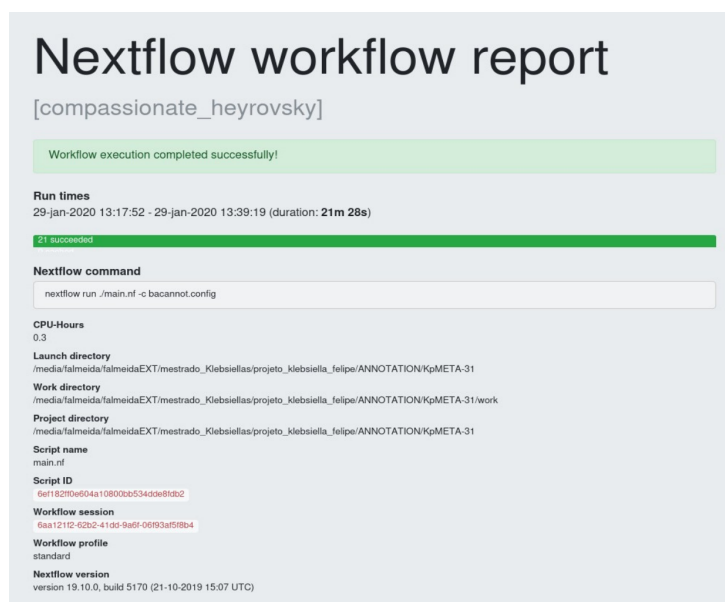 Nextflow workflow report
[compassionate_heyrovsky]
Workflow execution completed successfully!
Run times
29-jan-2020 13:17:52 - 29-jan-2020 13:39:19 (duration: 21m 28s)
21 succeeded
Nextflow command
nextflow run ./main.nf -c bacannot.config
CPU-Hours
0.3
Launch directory
/media/falmeida/falmeidaEXT/mestrado_Klebsiellas/projeto_klebsiella_felipe/ANNOTATION/KpMETA-31
Work directory
/media/falmeida/falmeidaEXT/mestrado_Klebsiellas/projeto_klebsiella_felipe/ANNOTATION/KpMETA-31/work
Project directory
/media/falmeida/falmeidaEXT/mestrado_Klebsiellas/projeto_klebsiella_felipe/ANNOTATION/KpMETA-31
Script name
main.nf
Script ID
6ef182ff0e604a10800bb534dde8fdb2
Workflow session
6aa121f2-62b2-41dd-9a6f-06f93af5f8b4
Workflow profile
standard
Nextflow version
version 19.10.0, build 5170 (21-10-2019 15:07 UTC)